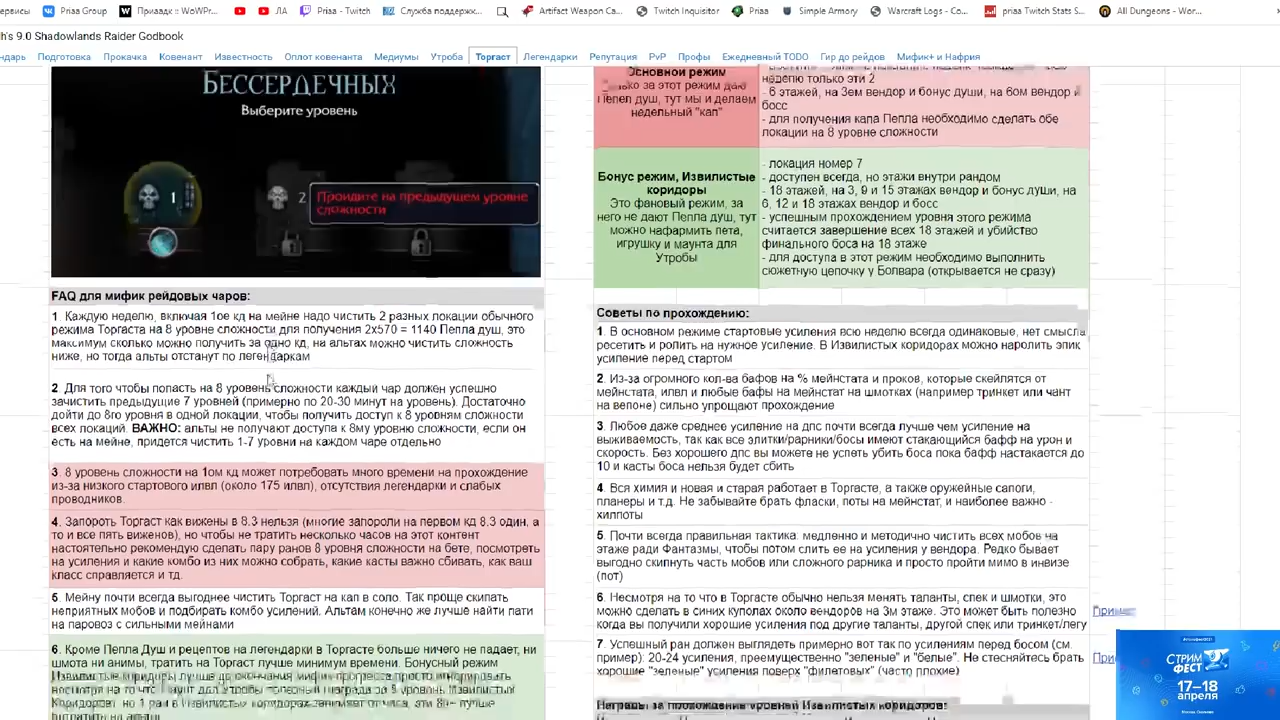 ервисы
Priaa Group
Приаадк :: WoWPr...
ЛА
Priaa - Twitch
Служба поддержк...
Artifact Weapon Ca...
Twitch Inquisitor
Priaa
Simple Armory
Warcraft Logs - Co...
priaa Twitch Stats S...
All Dungeons - Wor...
h's 9.0 Shadowlands Raider Godbook
ндарь
Подготовка
Прокачка
Ковенант
Известность
Оплот ковенанта
Медиумы
Утроба
Торгаст
Легендарки
Репутация
PvP
Профы
Ежедневный TODO
Гир до рейдов
Мифик+ и Нафрия
БЕССЕРДЕЧНЫХ
Выберите уровень
1
2
Пройдите на предыдущем уровне
сложности
FAQ для мифик рейдовых чаров:
1. Каждую неделю, включая 1ое кд на мейне надо чистить 2 разных локации обычного
режима Торгаста на 8 уровне сложности для получения 2x570 = 1140 Пепла душ, это
максимум сколько можно получить за одно кд, на альтах можно чистить сложность
ниже, но тогда альты отстанут по легендаркам
2. Для того чтобы попасть на 8 уровень сложности каждый чар должен успешно
зачистить предыдущие 7 уровней (примерно по 20-30 минут на уровень). Достаточно
дойти до 8го уровня в одной локации, чтобы получить доступ к 8 уровням сложности
всех локаций. ВАЖНО: альты не получают доступа к 8му уровню сложности, если он
есть на мейне, придется чистить 1-7 уровни на каждом чаре отдельно
3. 8 уровень сложности на 1ом кд может потребовать много времени на прохождение
из-за низкого стартового илвл (около 175 илвл), отсутствия легендарки и слабых
проводников.
4. Запороть Торгаст как вижены в 8.3 нельзя (многие запороли на первом кд 8.3 один, а
то и все пять виженов), но чтобы не тратить несколько часов на этот контент
настоятельно рекомендую сделать пару ранов 8 уровня сложности на бете, посмотреть
на усиления и какие комбо из них можно собрать, какие касты важно сбивать, как ваш
класс справляется и тд.
5. Мейну почти всегда выгоднее чистить Торгаст на кап в соло. Так проще скипать
неприятных мобов и подбирать комбо усилений. Альтам конечно же лучше найти пати
на паровоз с сильными мейнами
6. Кроме Пепла Душ и рецептов на легендарки в Торгасте больше ничего не падает, ни
шмота ни анимы, тратить на Торгаст лучше минимум времени. Бонусный режим
Основной режим
олько за этот режим даю
Пепел душ, тут мы и делаем
недельный "кап"
неделю только эти 2
- 6 этажей, на 3ем вендор и бонус души, на 6ом вендор и
босс
- для получения капа Пепла необходимо сделать обе
локации на 8 уровне сложности
Бонус режим, Извилистые
коридоры
Это фановый режим, за
него не дают Пепла душ, тут
можно нафармить пета,
игрушку и маунта для
Утробы
- локация номер 7
- доступен всегда, но этажи внутри рандом
- 18 этажей, на 3, 9 и 15 этажах вендор и бонус души, на
6, 12 и 18 этажах вендор и босс
- успешным прохождением уровня этого режима
считается завершение всех 18 этажей и убийство
финального боса на 18 этаже
- для доступа в этот режим необходимо выполнить
сюжетную цепочку у Болвара (открывается не сразу)
Советы по прохождению:
1. В основном режиме стартовые усиления всю неделю всегда одинаковые, нет смысла
ресетить и ролить на нужное усиление. В Извилистых коридорах можно наролить эпик
усиление перед стартом
2. Из-за огромного кол-ва бафов на % мейнстата и проков, которые скейлятся от
мейнстата, илвл и любые бафы на мейнстат на шмотках (например тринкет или чант
на вепоне) сильно упрощают прохождение
3. Любое даже среднее усиление на дпс почти всегда лучше чем усиление на
выживаемость, так как все элитки/рарники/босы имеют стакающийся бафф на урон и
скорость. Без хорошего дпс вы можете не успеть убить боса пока бафф настакается до
10 и касты боса нельзя будет сбить
4. Вся химия и новая и старая работает в Торгасте, а также оружейные сапоги,
планеры и т.д. Не забывайте брать фласки, поты на мейнстат, и наиболее важно -
хилпоты
5. Почти всегда правильная тактика: медленно и методично чистить всех мобов на
этаже ради Фантазмы, чтобы потом слить ее на усиления у вендора. Редко бывает
выгодно скипнуть часть мобов или сложного рарника и просто пройти мимо в инвизе
(пот)
6. Несмотря на то что в Торгасте обычно нельзя менять таланты, спек и шмотки, это
можно сделать в синих куполах около вендоров на 3м этаже. Это может быть полезно
когда вы получили хорошие усиления под другие таланты, другой спек или тринкет/легу
7. Успешный ран должен выглядеть примерно вот так по усилениям перед босом (см.
пример): 20-24 усиления, преимущественно "зеленые" и "белые". Не стесняйтесь брать
хорошие "зеленые" усиления поверх "филетовых" (часто плохие)
Награды за прохождение уровней Извилистых коридоров:
СТРИМ
ФЕСТ
17–18
апреля